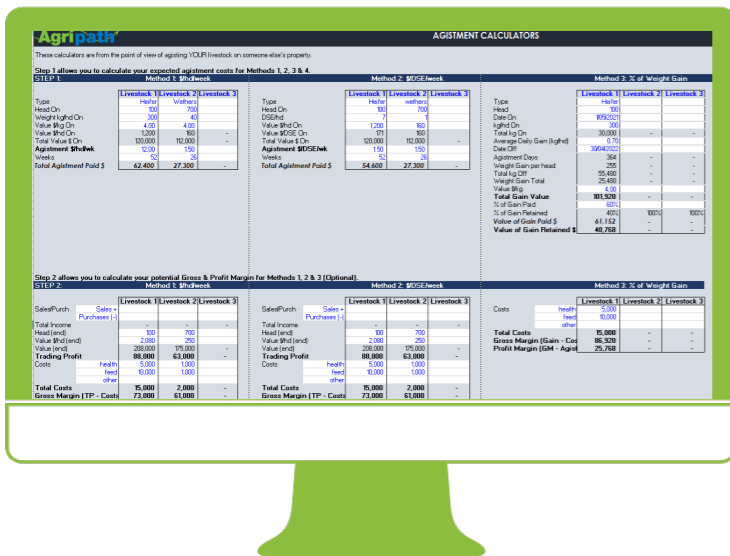 Agripath
AGISTMENT CALCULATORS
These calculators are from the point of view of agisting YOUR livestock on someone else's property.
Step 1 allows you to calculate your expected agistment costs for Methods 1, 2, 3 & 4.
STEP 1: Method 1: $/hd/week Method 2: $/DSE/week Method 3: % of Weight Gain
Livestock 1 Livestock 2 Livestock 3
Type Heifer Wethers
Head On 100 700
Weight kg/hd On 300 40
Value $/kg On 4.00 4.00
Value $/hd On 1,200 160 -
Total Value $ On 120,000 112,000 -
Agistment $/hd/wk 12.00 1.50
Weeks 52 26
Total Agistment Paid $ 62,400 27,300 -
Livestock 1 Livestock 2 Livestock 3
Type Heifer wethers
Head On 100 700
DSE/hd 7 1
Value $/hd On 1,200 160
Value $/DSE On 171 160 -
Total Value $ On 120,000 112,000 -
Agistment $/DSE/wk 1.50 1.50
Weeks 52 26
Total Agistment Paid $ 54,600 27,300 -
Livestock 1 Livestock 2 Livestock 3
Type Heifer
Head 100
Date On
kg/hd On 300
Total kg On 30,000 - -
Average Daily Gain (kg/hd) 0.70
Date Off 30/04/2022
Agistment Days 364 - -
Weight Gain per head 255 - -
Total kg Off 55,480 - -
Weight Gain Total 25,480 - -
Value $/kg 4.00
Total Gain Value 101,920 - -
% of Gain Paid 60%
% of Gain Retained 40% 100% 100%
Value of Gain Paid $ 61,152 - -
Value of Gain Retained $ 40,768 - -
Step 2 allows you to calculate your potential Gross & Profit Margin for Methods 1, 2 & 3 (Optional).
STEP 2: Method 1: $/hd/week Method 2: $/DSE/week Method 3: % of Weight Gain
Livestock 1 Livestock 2 Livestock 3
Sales/Purch Sales +
Purchases (-)
Total Income - - -
Head (end) 100 700
Value $/hd (end) 2,080 250
Value (end) 208,000 175,000 -
Trading Profit 88,000 63,000 -
Costs health 5,000 1,000
feed 10,000 1,000
other
Total Costs 15,000 2,000 -
Gross Margin (TP - Costs 73,000 61,000 -
Livestock 1 Livestock 2 Livestock 3
Sales/Purch Sales +
Purchases (-)
Total Income - - -
Head (end) 100 700
Value $/hd (end) 2,080 250
Value (end) 208,000 175,000 -
Trading Profit 88,000 63,000 -
Costs health 5,000 1,000
feed 10,000 1,000
other
Total Costs 15,000 2,000 -
Gross Margin (TP - Costs 73,000 61,000 -
Livestock 1 Livestock 2 Livestock 3
Costs health 5,000
feed 10,000
other
Total Costs 15,000 - -
Gross Margin (Gain - Cos 86,920 - -
Profit Margin (GM - Agist 25,768 - -